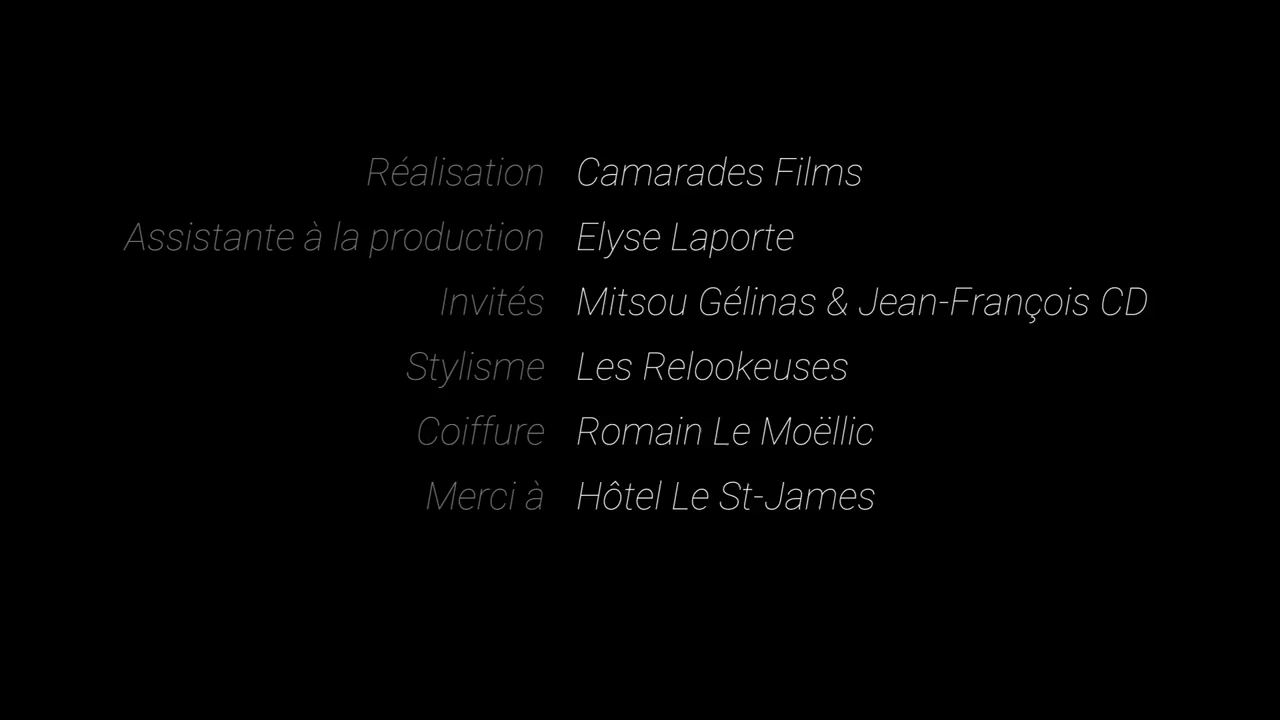 Réalisation Camarades Films
Assistante à la production Elyse Laporte
Invités Mitsou Gélinas & Jean-François CD
Stylisme Les Relookeuses
Coiffure Romain Le Moëllic
Merci à Hôtel Le St-James